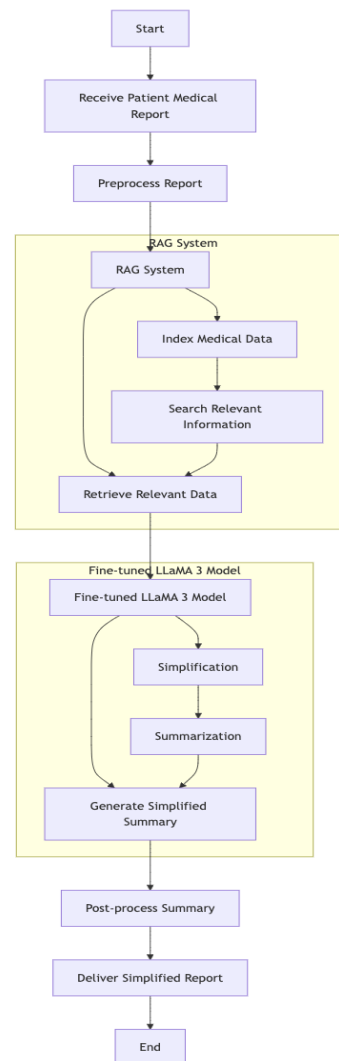 Start
Receive Patient Medical
Report
Preprocess Report
RAG System
RAG System
Index Medical Data
Search Relevant
Information
Retrieve Relevant Data
Fine-tuned LLaMA 3 Model
Fine-tuned LLaMA 3 Model
Simplification
Summarization
Generate Simplified
Summary
Post-process Summary
Deliver Simplified Report
End